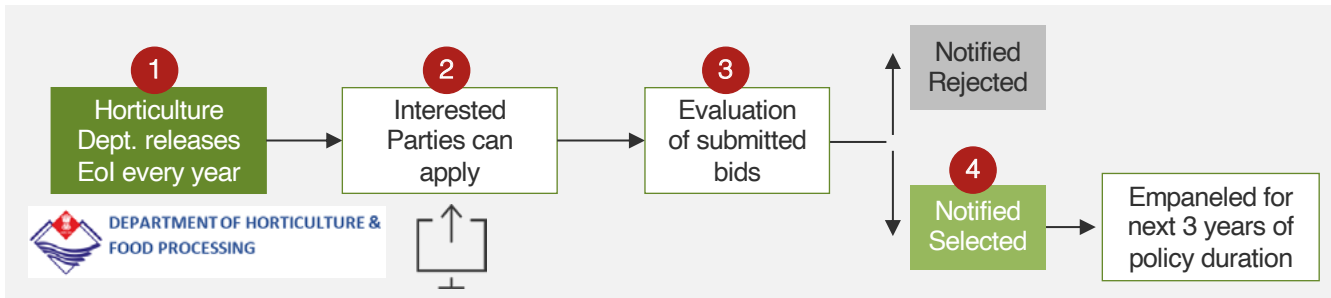 1
Horticulture
Dept. releases
EoI every year
DEPARTMENT OF HORTICULTURE &
FOOD PROCESSING
2
Interested
Parties can
apply
3
Evaluation
of submitted
bids
Notified
Rejected
4
Notified
Selected
Empaneled for
next 3 years of
policy duration